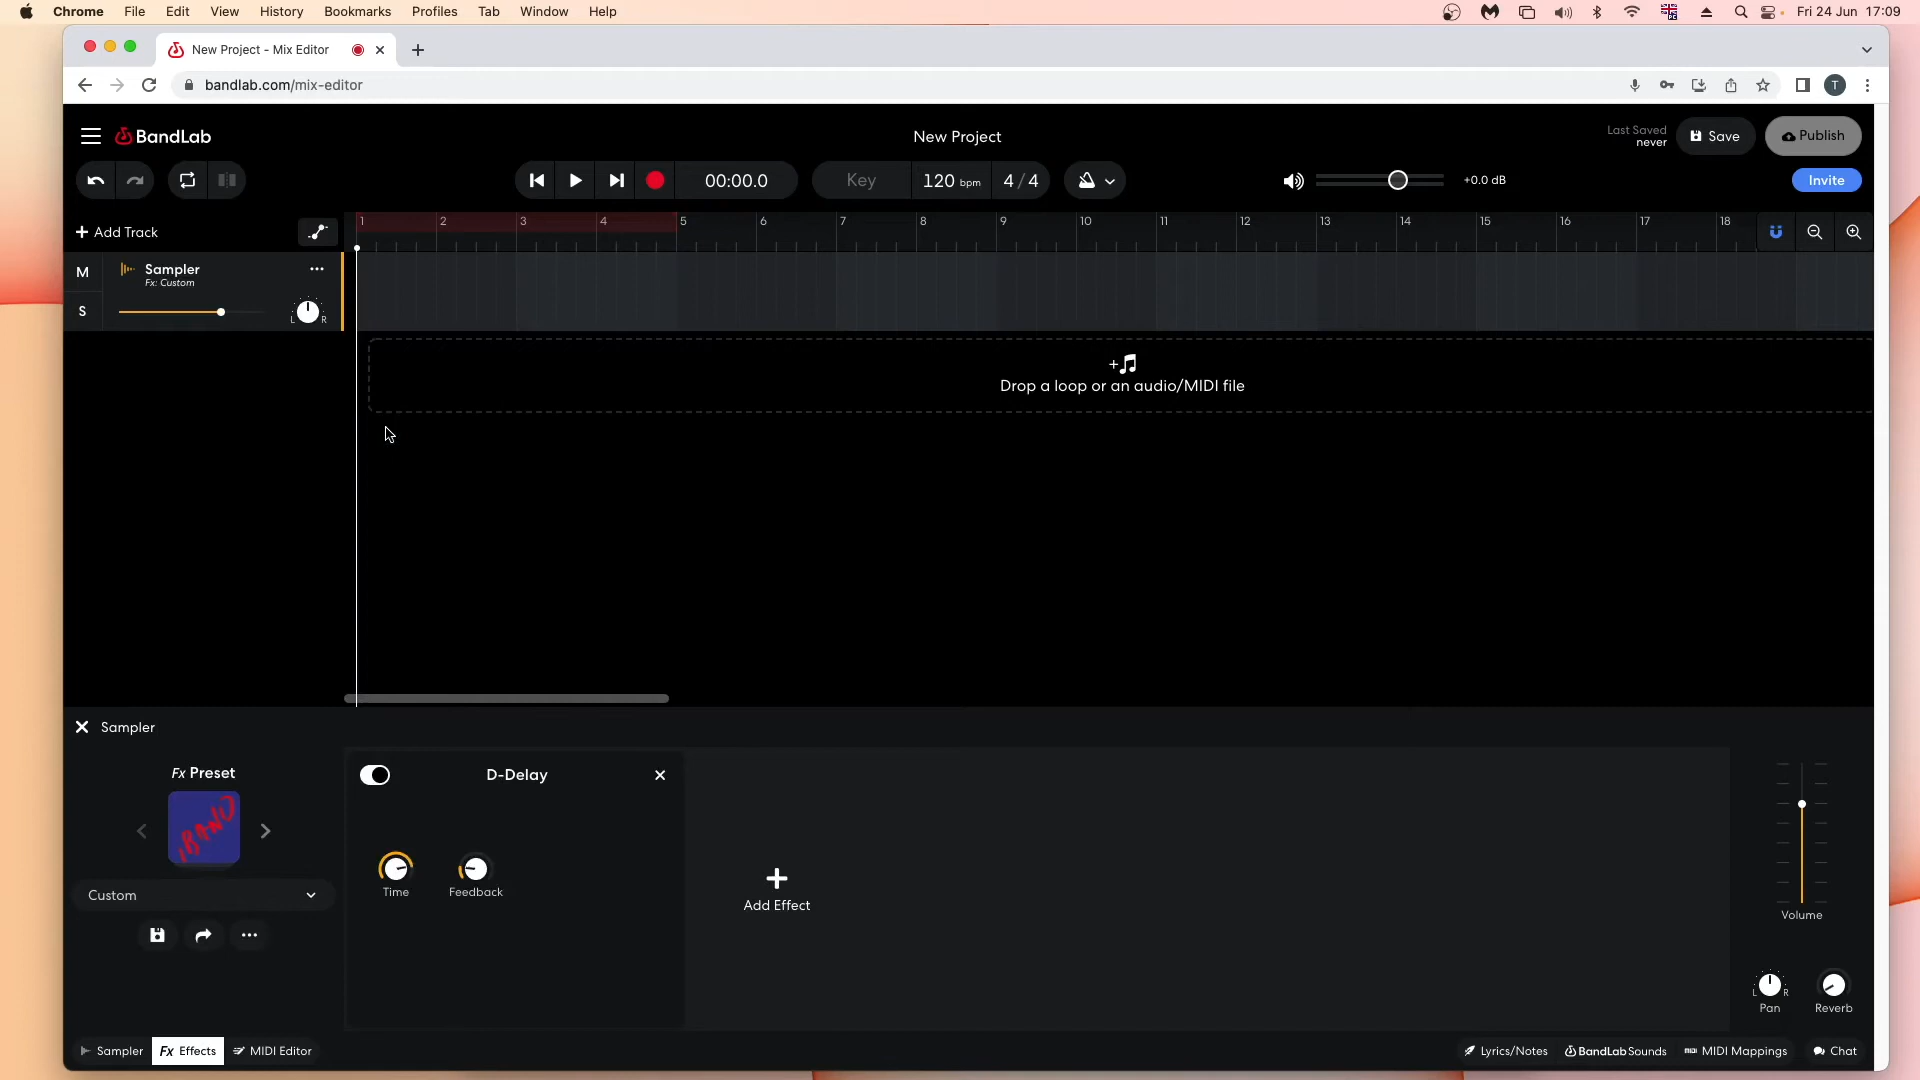 Chrome File Edit View History Bookmarks Profiles Tab Window Help Fri 24 Jun 17:09
New Project - Mix Editor
bandlab.com/mix-editor T
BandLab New Project Last Saved never Save Publish
00:00.0 Key 120 bpm 4/4 +0.0 dB Invite
Add Track 1 2 3 4 5 6 7 8 9 10 11 12 13 14 15 16 17 18
M Sampler
Fx: Custom
S L R
Drop a loop or an audio/MIDI file
Sampler
Fx Preset D-Delay
BAND
Time Feedback
Custom Add Effect
Volume
L R
Pan Reverb
Sampler Fx Effects MIDI Editor Lyrics/Notes BandLab Sounds MIDI Mappings Chat